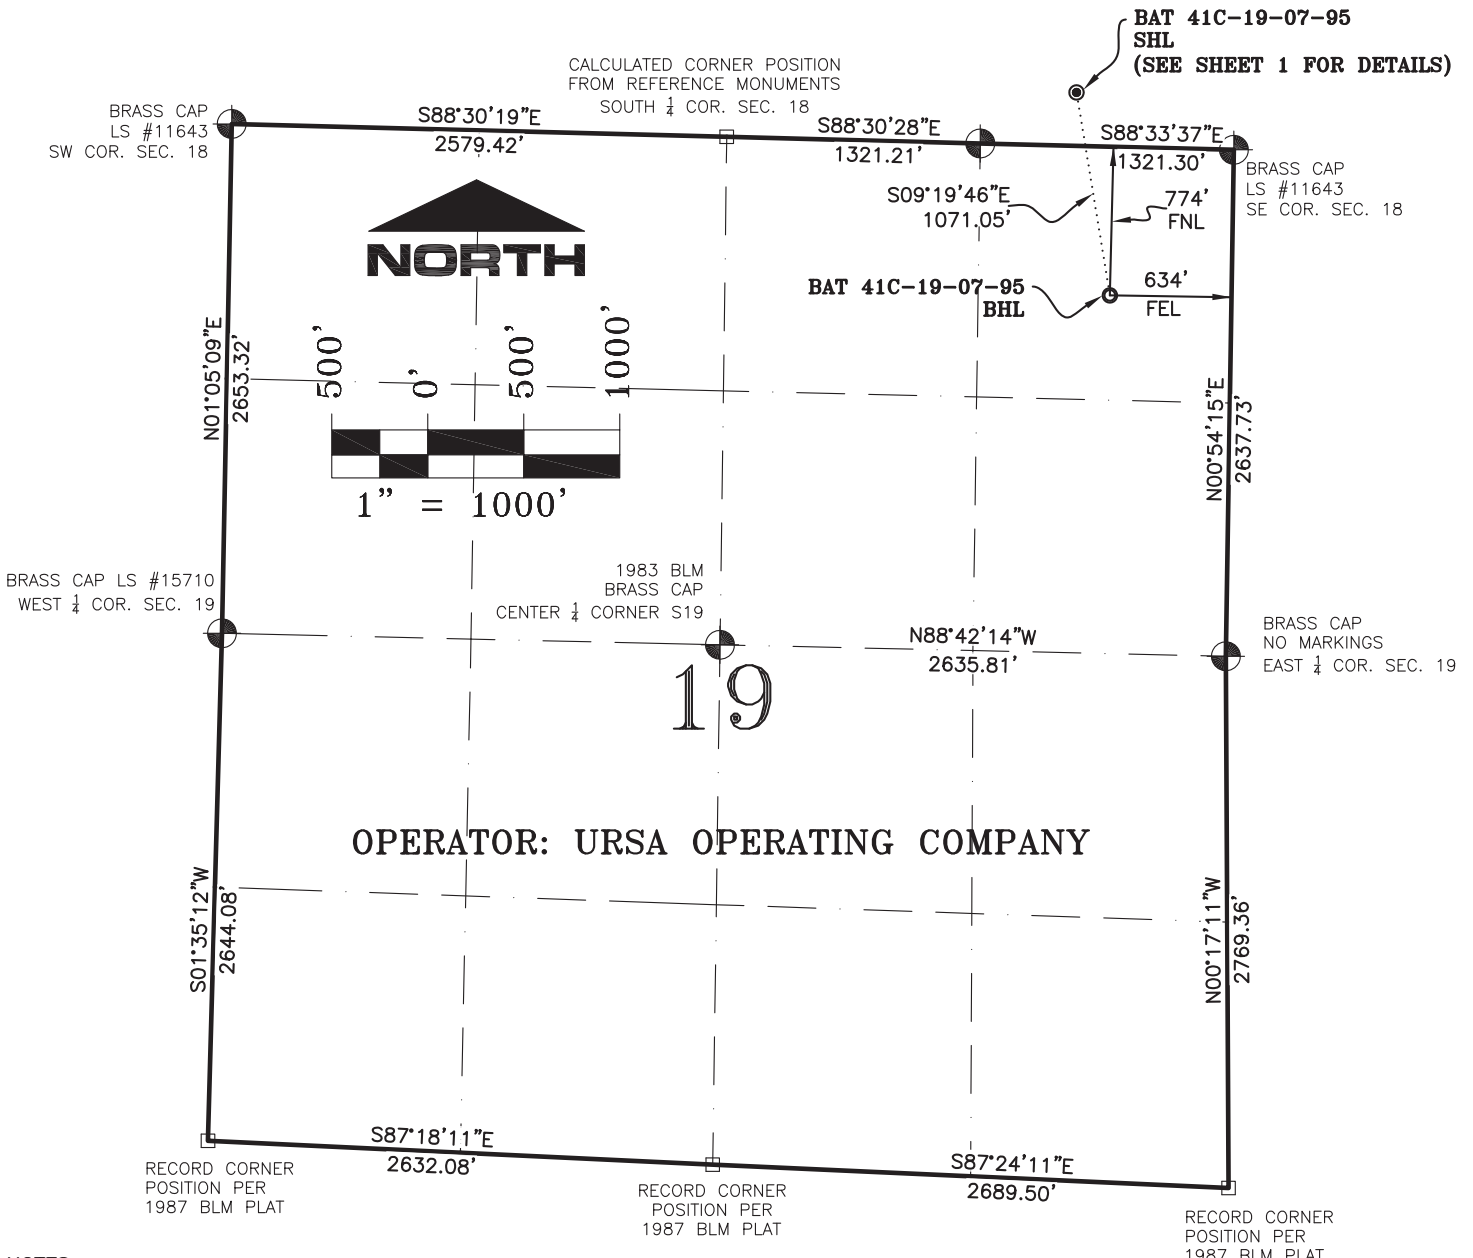 BAT 41C-19-07-95
SHL
(SEE SHEET 1 FOR DETAILS)
CALCULATED CORNER POSITION
FROM REFERENCE MONUMENTS
SOUTH 1/4 COR. SEC. 18
BRASS CAP
LS #11643
SW COR. SEC. 18
S88°30'19"E
2579.42'
S88°30'28"E
1321.21'
S88°33'37"E
1321.30'
BRASS CAP
LS #11643
SE COR. SEC. 18
S09°19'46"E
1071.05'
774'
FNL
NORTH
BAT 41C-19-07-95
BHL
634'
FEL
N01°05'09"E
2653.32'
500'
0'
500'
1000'
1" = 1000'
N00°54'15"E
2637.73'
BRASS CAP LS #15710
WEST 1/4 COR. SEC. 19
1983 BLM
BRASS CAP
CENTER 1/4 CORNER S19
N88°42'14"W
2635.81'
BRASS CAP
NO MARKINGS
EAST 1/4 COR. SEC. 19
19
OPERATOR: URSA OPERATING COMPANY
S01°35'12"W
2644.08'
N00°17'11"W
2769.36'
S87°18'11"E
2632.08'
S87°24'11"E
2689.50'
RECORD CORNER
POSITION PER
1987 BLM PLAT
RECORD CORNER
POSITION PER
1987 BLM PLAT
RECORD CORNER
POSITION PER
1987 BLM PLAT